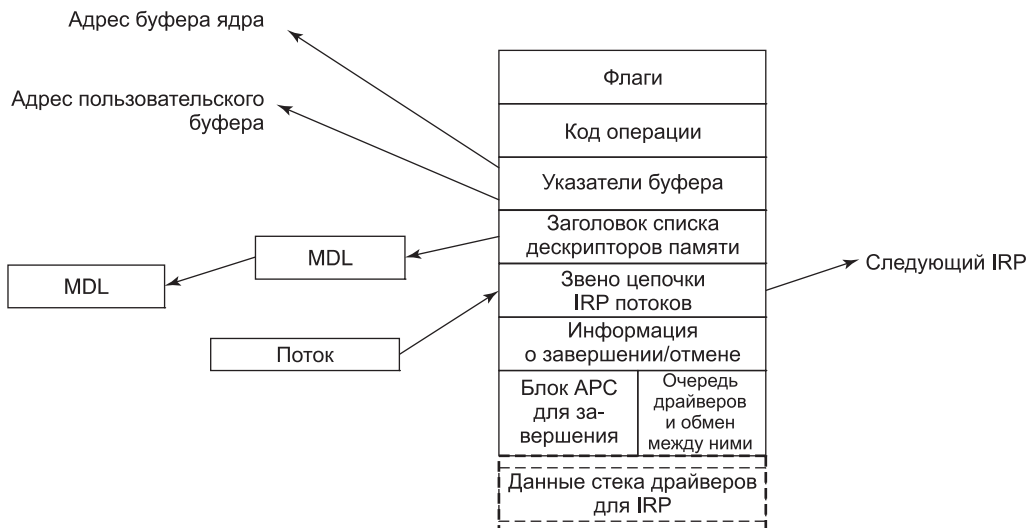 Адрес буфера ядра
Адрес пользовательского
буфера
MDL
MDL
Поток
Флаги
Код операции
Указатели буфера
Заголовок списка
дескрипторов памяти
Звено цепочки
IRP потоков
Информация
о завершении/отмене
Блок APC
для за-
вершения
Очередь
драйверов
и обмен
между ними
Данные стека драйверов
для IRP
Следующий IRP